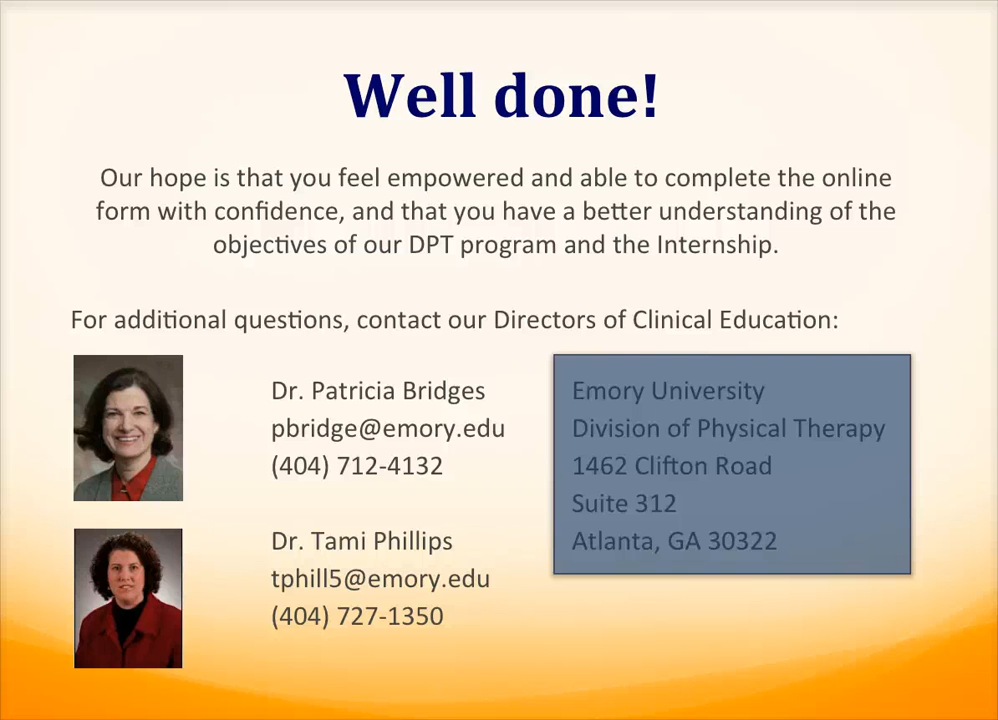 Well done!
Our hope is that you feel empowered and able to complete the online
form with confidence, and that you have a better understanding of the
objectives of our DPT program and the Internship.
For additional questions, contact our Directors of Clinical Education:
Dr. Patricia Bridges
pbridge@emory.edu
(404) 712-4132
Dr. Tami Phillips
tphill5@emory.edu
(404) 727-1350
Emory University
Division of Physical Therapy
1462 Clifton Road
Suite 312
Atlanta, GA 30322